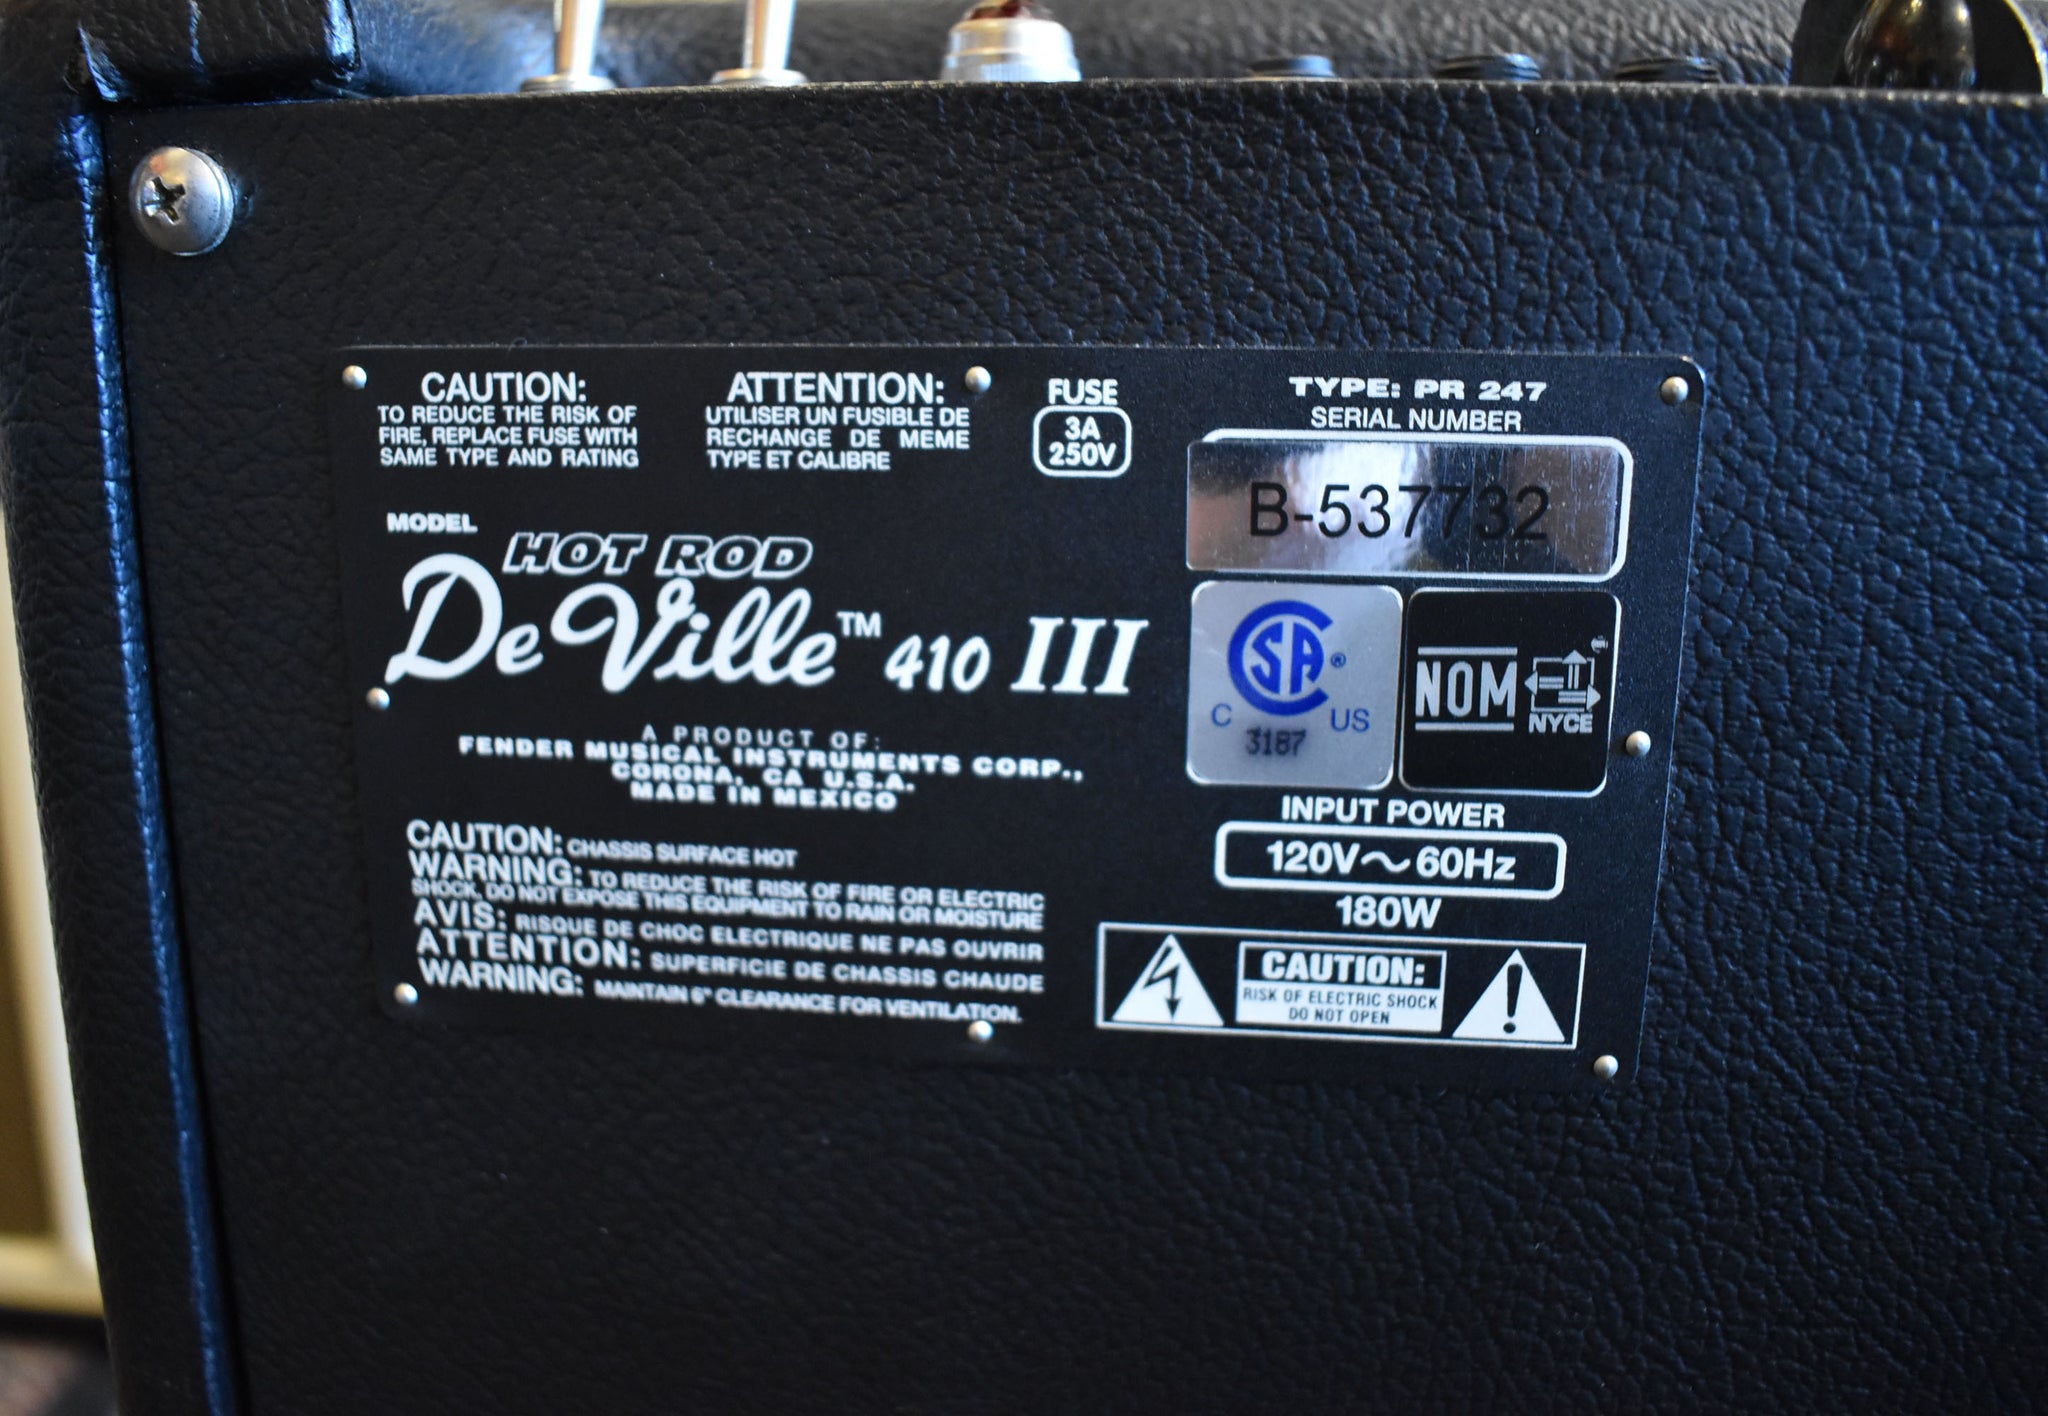 CAUTION:
TO REDUCE THE RISK OF
FIRE, REPLACE FUSE WITH
SAME TYPE AND RATING
ATTENTION:
UTILISER UN FUSIBLE DE
RECHANGE DE MEME
TYPE ET CALIBRE
FUSE
3A
250V
TYPE: PR 247
SERIAL NUMBER
B-537732
MODEL
HOT ROD
DeVille™ 410 III
A PRODUCT OF:
FENDER MUSICAL INSTRUMENTS CORP.,
CORONA, CA U.S.A.
MADE IN MEXICO
CSA®
C US
3187
NOM
NYCE
INPUT POWER
120V~60Hz
180W
CAUTION: CHASSIS SURFACE HOT
WARNING: TO REDUCE THE RISK OF FIRE OR ELECTRIC
SHOCK, DO NOT EXPOSE THIS EQUIPMENT TO RAIN OR MOISTURE
AVIS: RISQUE DE CHOC ELECTRIQUE NE PAS OUVRIR
ATTENTION: SUPERFICIE DE CHASSIS CHAUDE
WARNING: MAINTAIN 6" CLEARANCE FOR VENTILATION.
CAUTION:
RISK OF ELECTRIC SHOCK
DO NOT OPEN